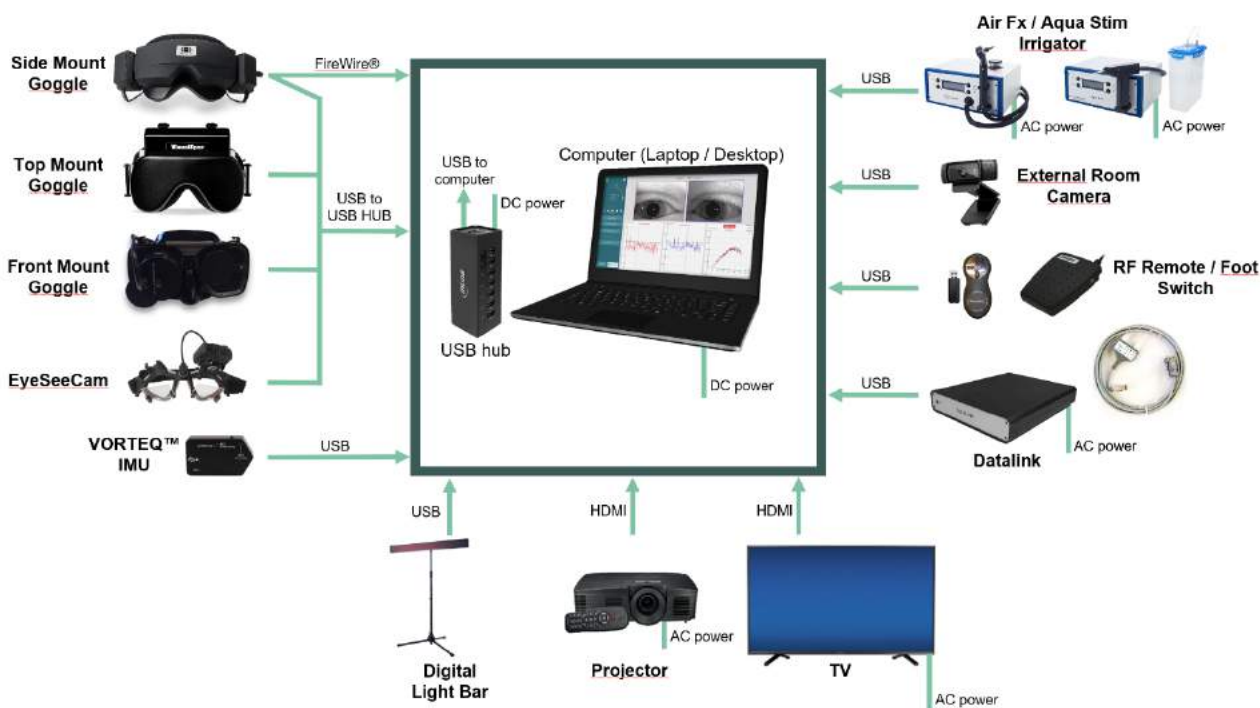 Side Mount
Goggle
FireWire®
Top Mount
Goggle
USB to
USB HUB
Front Mount
Goggle
EyeSeeCam
VORTEQ™
IMU
USB
Computer (Laptop / Desktop)
USB to
computer
DC power
USB hub
DC power
Air Fx / Aqua Stim
Irrigator
USB
AC power
AC power
USB
External Room
Camera
USB
RF Remote / Foot
Switch
USB
AC power
Datalink
USB
Digital
Light Bar
HDMI
AC power
Projector
HDMI
TV
AC power